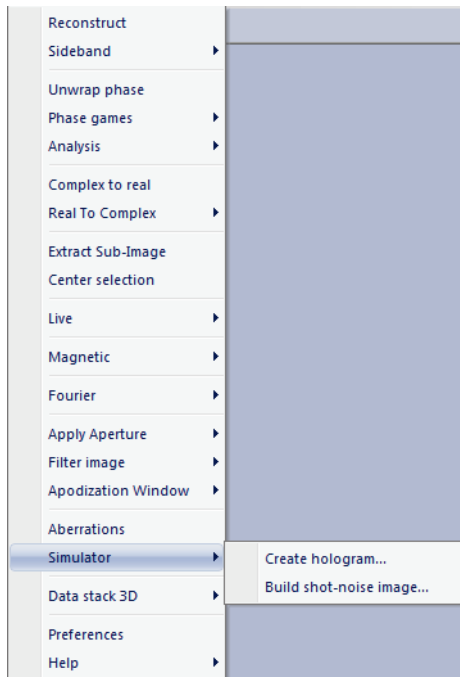 Reconstruct
Sideband
Unwrap phase
Phase games
Analysis
Complex to real
Real To Complex
Extract Sub-Image
Center selection
Live
Magnetic
Fourier
Apply Aperture
Filter image
Apodization Window
Aberrations
Simulator
Create hologram...
Build shot-noise image...
Data stack 3D
Preferences
Help